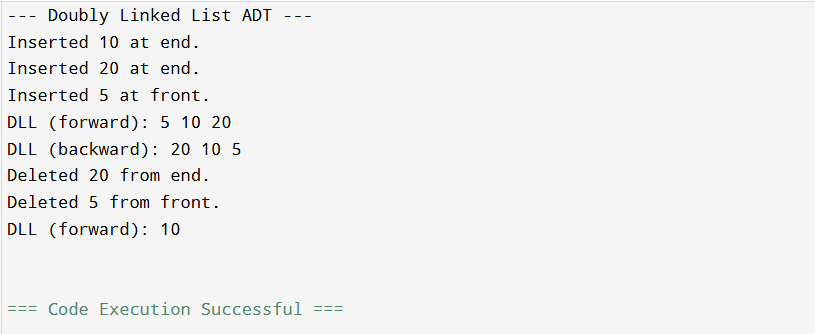 --- Doubly Linked List ADT ---
Inserted 10 at end.
Inserted 20 at end.
Inserted 5 at front.
DLL (forward): 5 10 20
DLL (backward): 20 10 5
Deleted 20 from end.
Deleted 5 from front.
DLL (forward): 10
=== Code Execution Successful ===